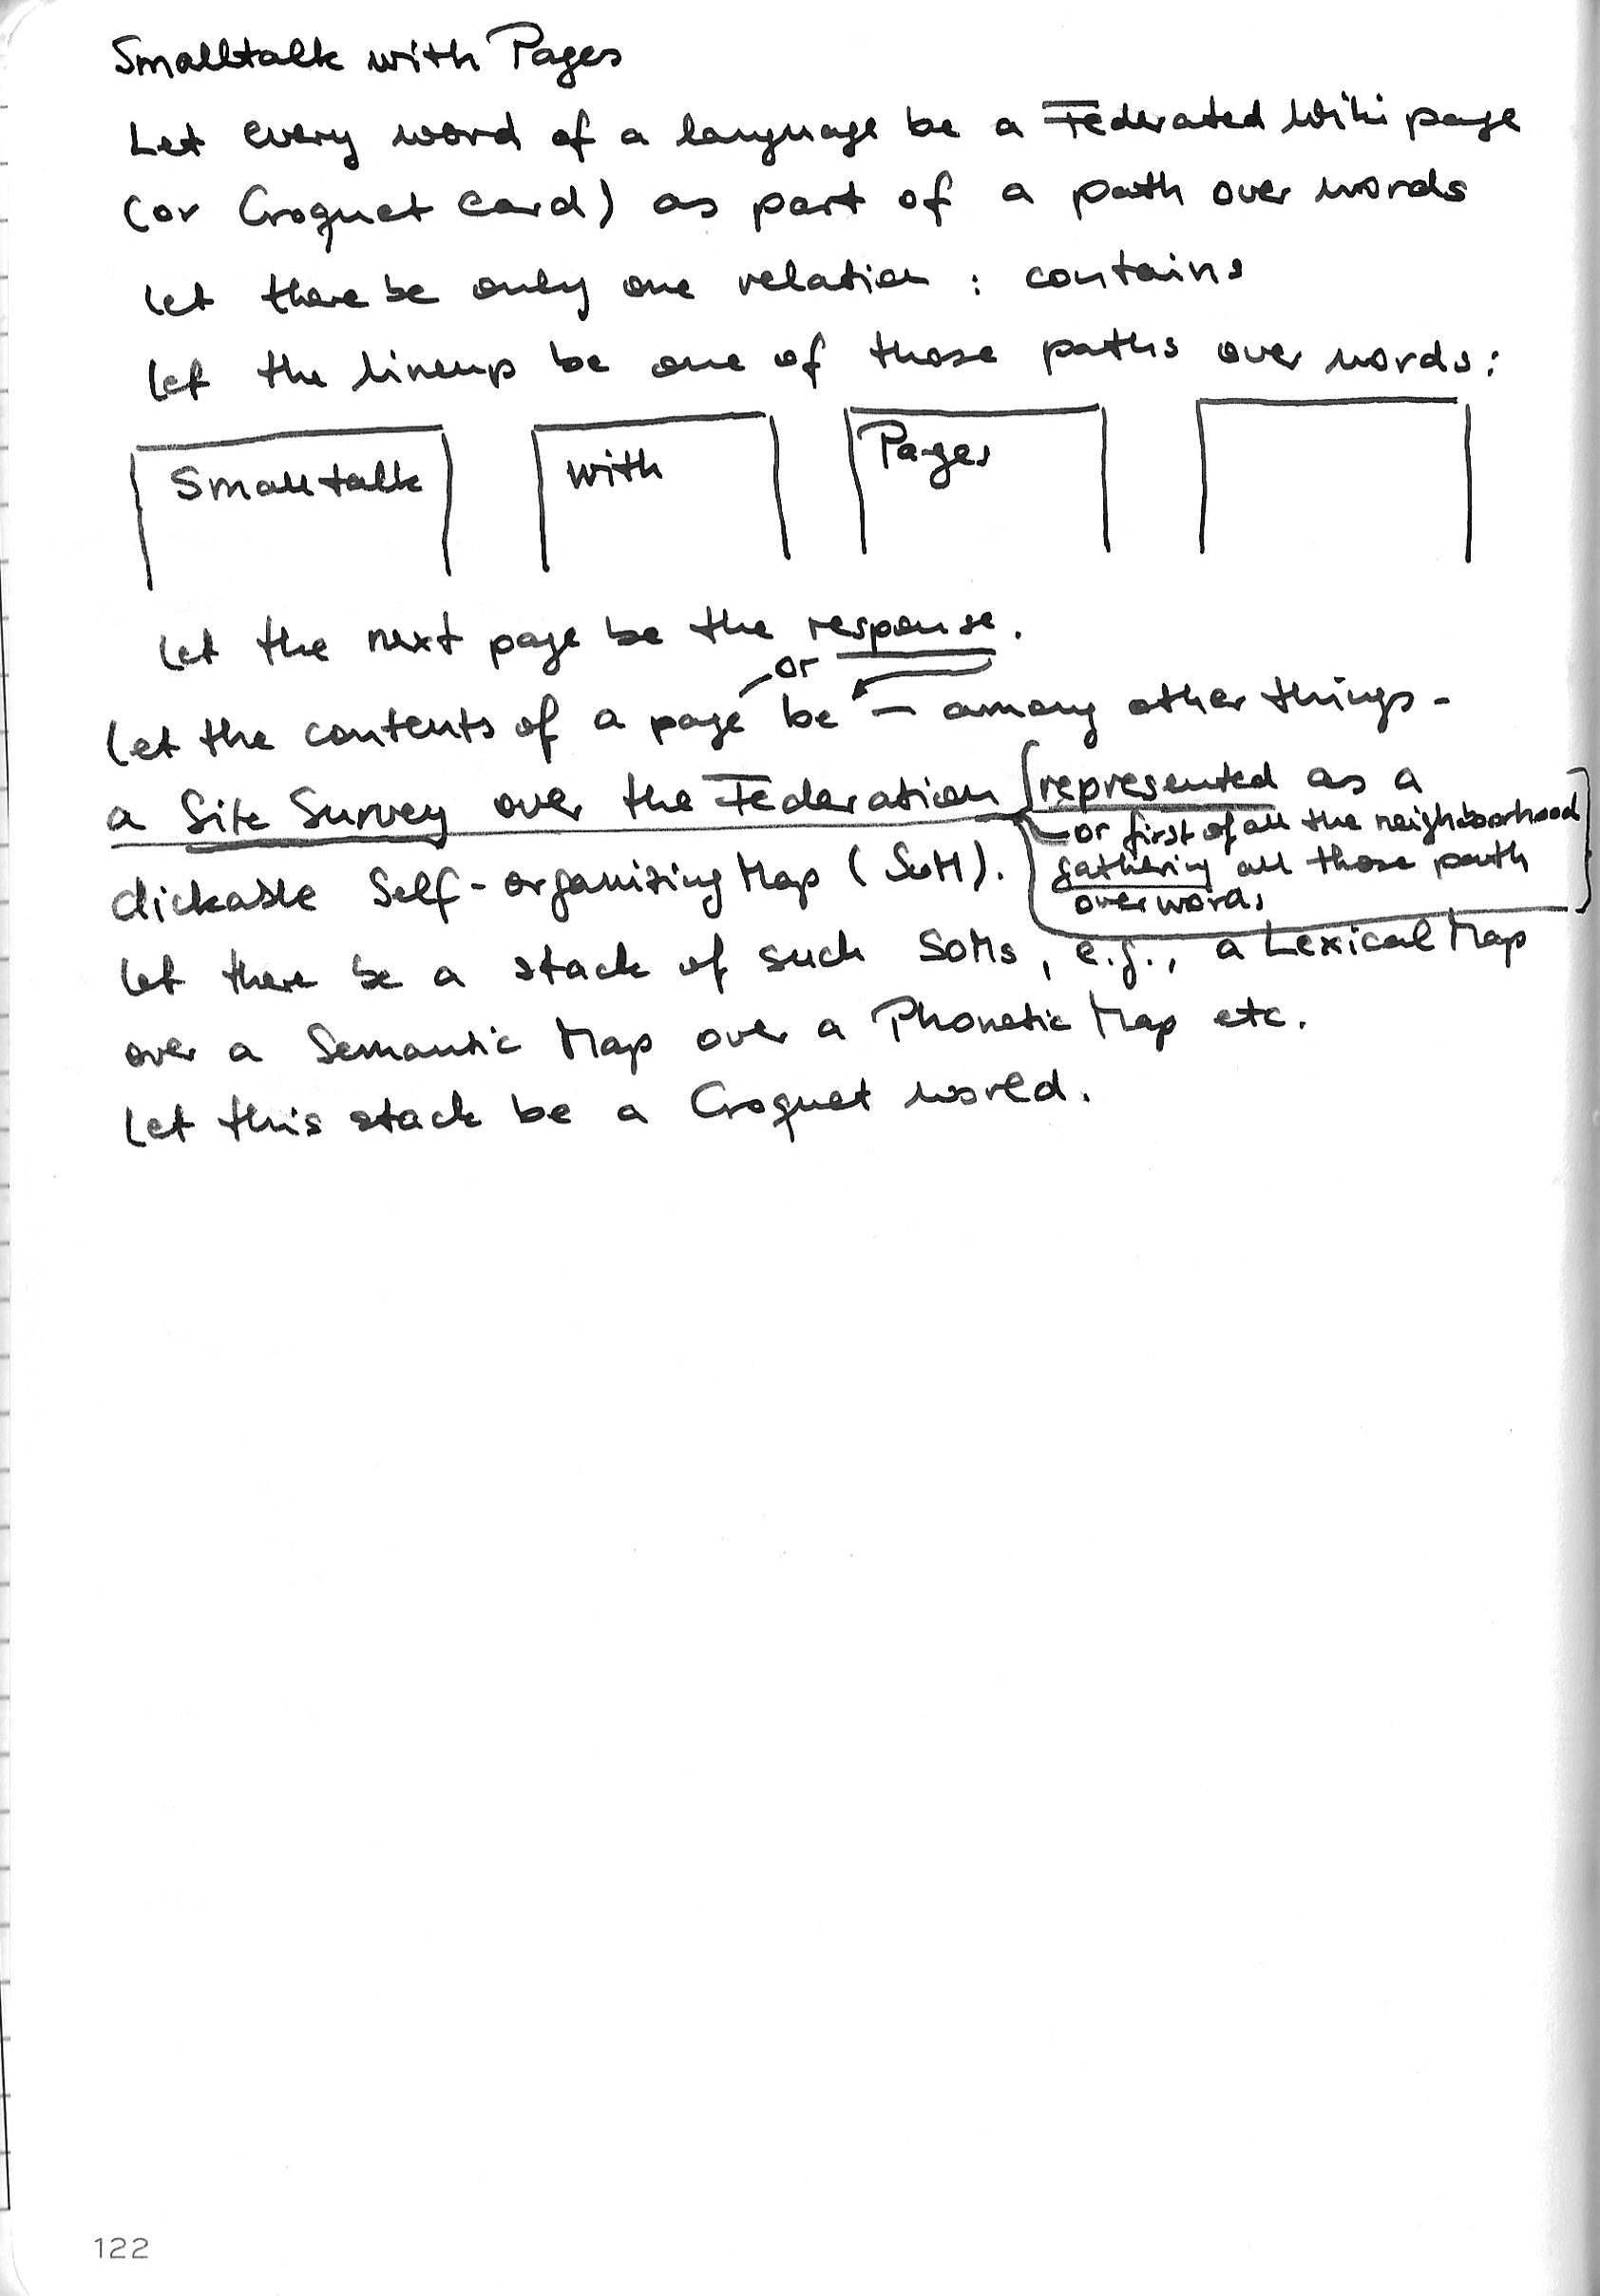 Smalltalk with Pages
Let every word of a language be a Federated Wiki page
(or Croquet card) as part of a path over words
Let there be only one relation : contains
Let the lineup be one of those paths over words :
Smalltalk with Pages
Let the next page be the response.
or
Let the contents of a page be – among other things –
a Site Survey over the Federation represented as a
or first of all the neighborhood
gathering all those path
over words
clickable Self-organizing Map (SOM).
Let there be a stack of such SOMs, e.g., a Lexical Map
over a Semantic Map over a Phonetic Map etc.
Let this stack be a Croquet world.
122